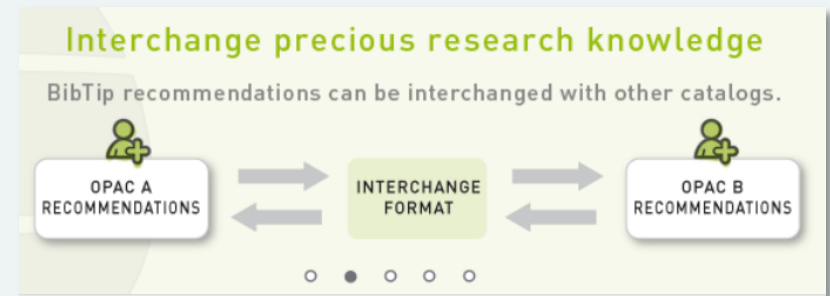 Interchange precious research knowledge
BibTip recommendations can be interchanged with other catalogs.
OPAC A
RECOMMENDATIONS
INTERCHANGE
FORMAT
OPAC B
RECOMMENDATIONS